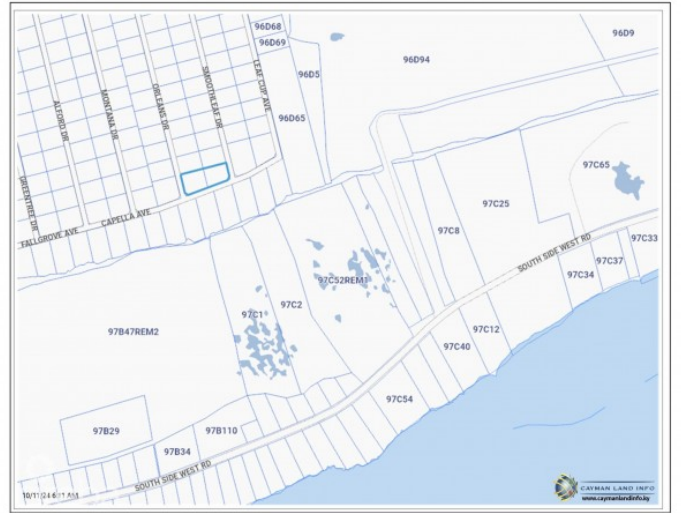 96D68
96D9
96D69
96D94
96D5
LEAF CUP AVE
SMOOTHLEAF DR
ORLEANS DR
MONTANA DR
ALFORD DR
96D65
97C65
GREENTREE DR
97C25
CAPELLA AVE
FALLGROVE AVE
97C8
97C33
SOUTH SIDE WEST RD
97C37
97C34
97C52REM1
97C2
97C1
97B47REM2
97C12
97C40
97C54
97B29
97B110
97B34
SOUTH SIDE WEST RD
CAYMAN LAND INFO
www.caymanlandinfo.ky